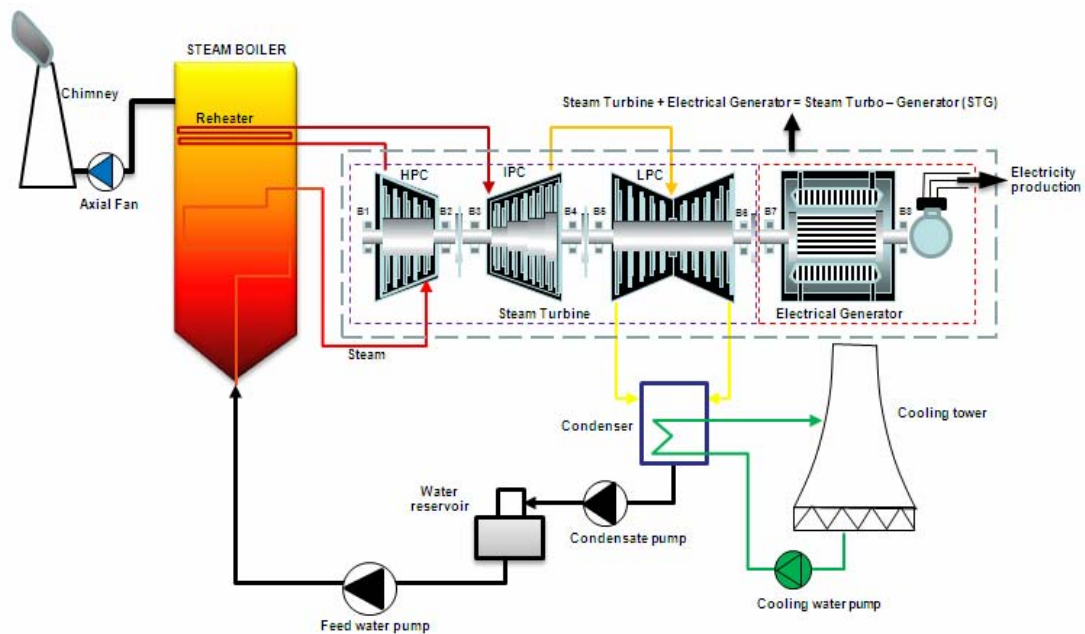 STEAM BOILER
Chimney
Reheater
Axial Fan
Steam Turbine + Electrical Generator = Steam Turbo – Generator (STG)
HPC
IPC
LPC
Electricity
production
B1
B2
B3
B4
B5
B6
B7
B8
Steam Turbine
Electrical Generator
Steam
Condenser
Cooling tower
Water
reservoir
Condensate pump
Cooling water pump
Feed water pump